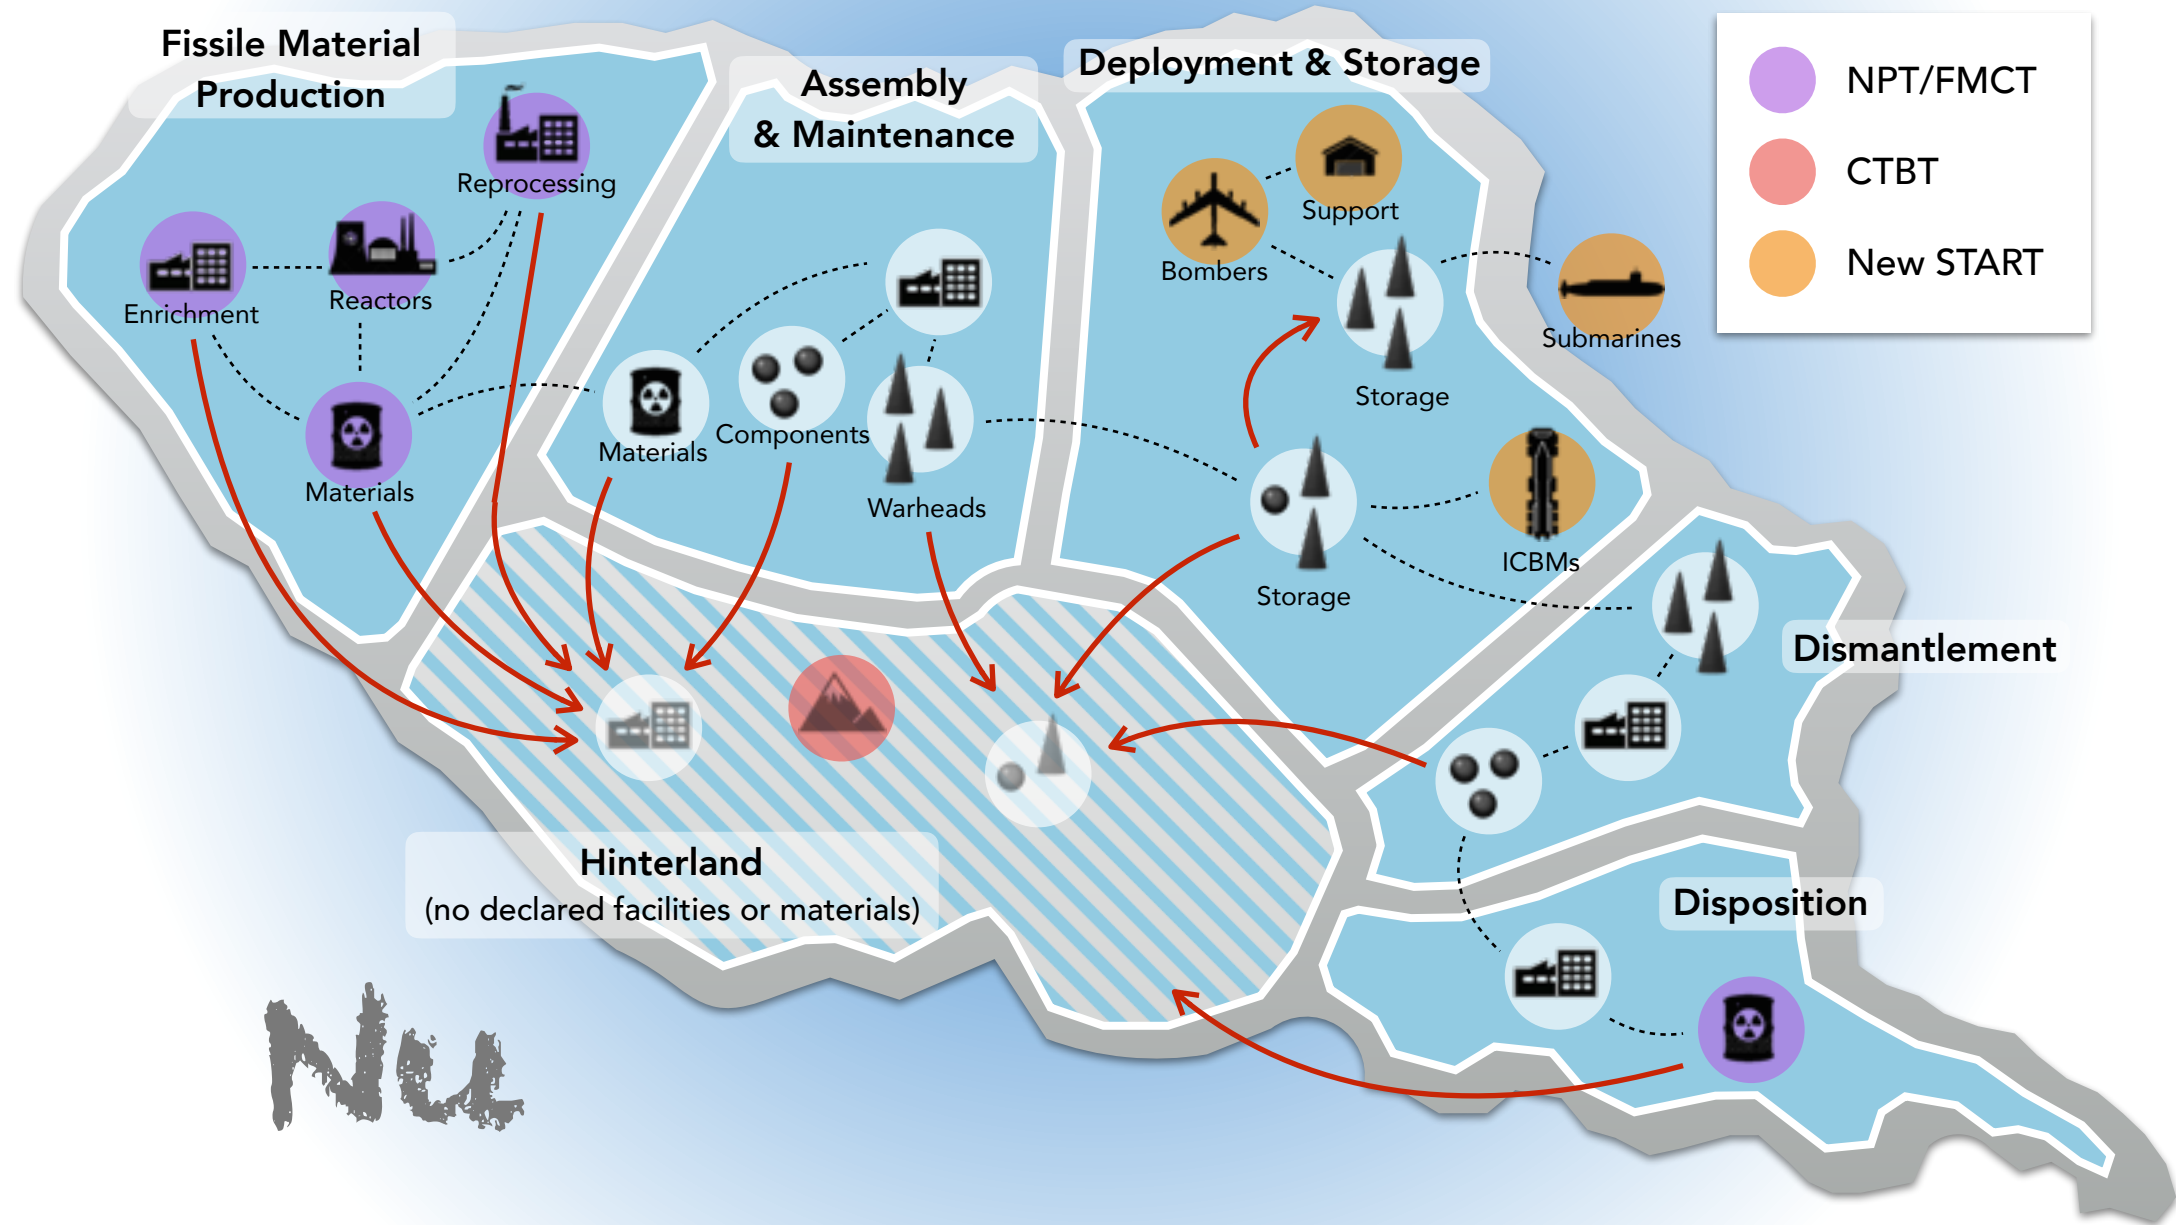 Fissile Material
Production
Reprocessing
Enrichment
Reactors
Materials
Assembly
& Maintenance
Materials
Components
Warheads
Deployment & Storage
Support
Bombers
Storage
Submarines
ICBMs
Storage
NPT/FMCT
CTBT
New START
Dismantlement
Disposition
Hinterland
(no declared facilities or materials)
Nu